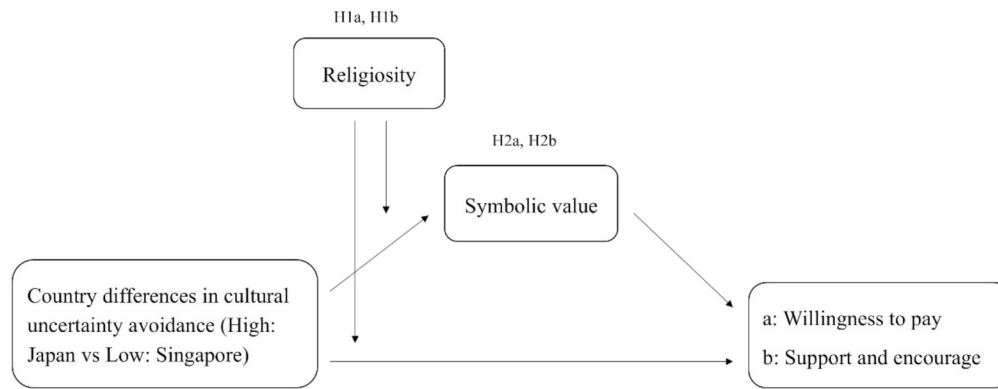 H1a, H1b
Religiosity
H2a, H2b
Symbolic value
Country differences in cultural
uncertainty avoidance (High:
Japan vs Low: Singapore)
a: Willingness to pay
b: Support and encourage